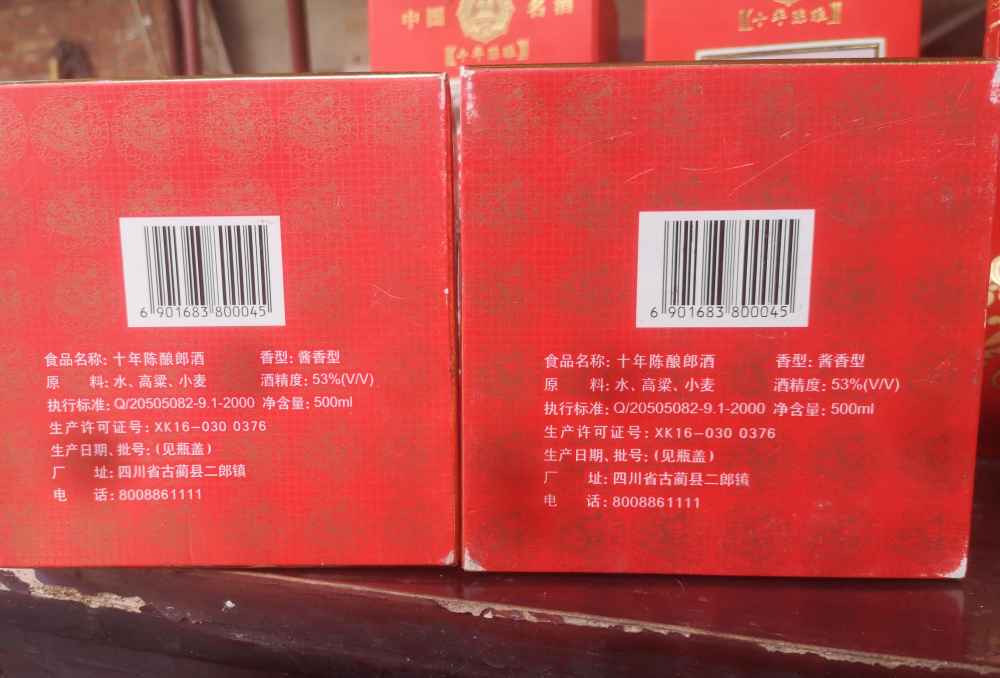 中国 名酒
【十年陈酿】
【十年陈酿】
6 901683 800045
食品名称: 十年陈酿郎酒 香型: 酱香型
原 料: 水、高粱、小麦 酒精度: 53%(V/V)
执行标准: Q/20505082-9.1-2000 净含量: 500ml
生产许可证号: XK16-030 0376
生产日期、批号: (见瓶盖)
厂 址: 四川省古蔺县二郎镇
电 话: 8008861111
6 901683 800045
食品名称: 十年陈酿郎酒 香型: 酱香型
原 料: 水、高粱、小麦 酒精度: 53%(V/V)
执行标准: Q/20505082-9.1-2000 净含量: 500ml
生产许可证号: XK16-030 0376
生产日期、批号: (见瓶盖)
厂 址: 四川省古蔺县二郎镇
电 话: 8008861111